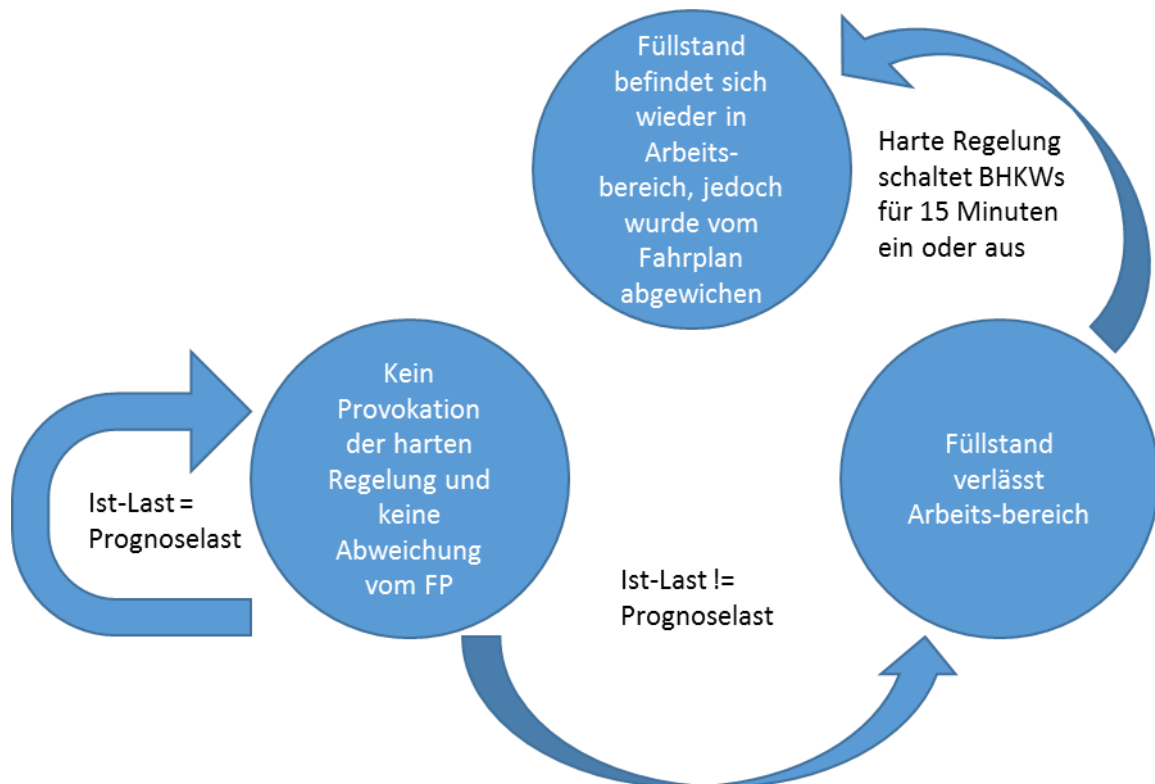 Füllstand
befindet sich
wieder in
Arbeits-
bereich, jedoch
wurde vom
Fahrplan
abgewichen
Harte Regelung
schaltet BHKWs
für 15 Minuten
ein oder aus
Kein
Provokation
der harten
Regelung und
keine
Abweichung
vom FP
Ist-Last =
Prognoselast
Füllstand
verlässt
Arbeits-bereich
Ist-Last !=
Prognoselast